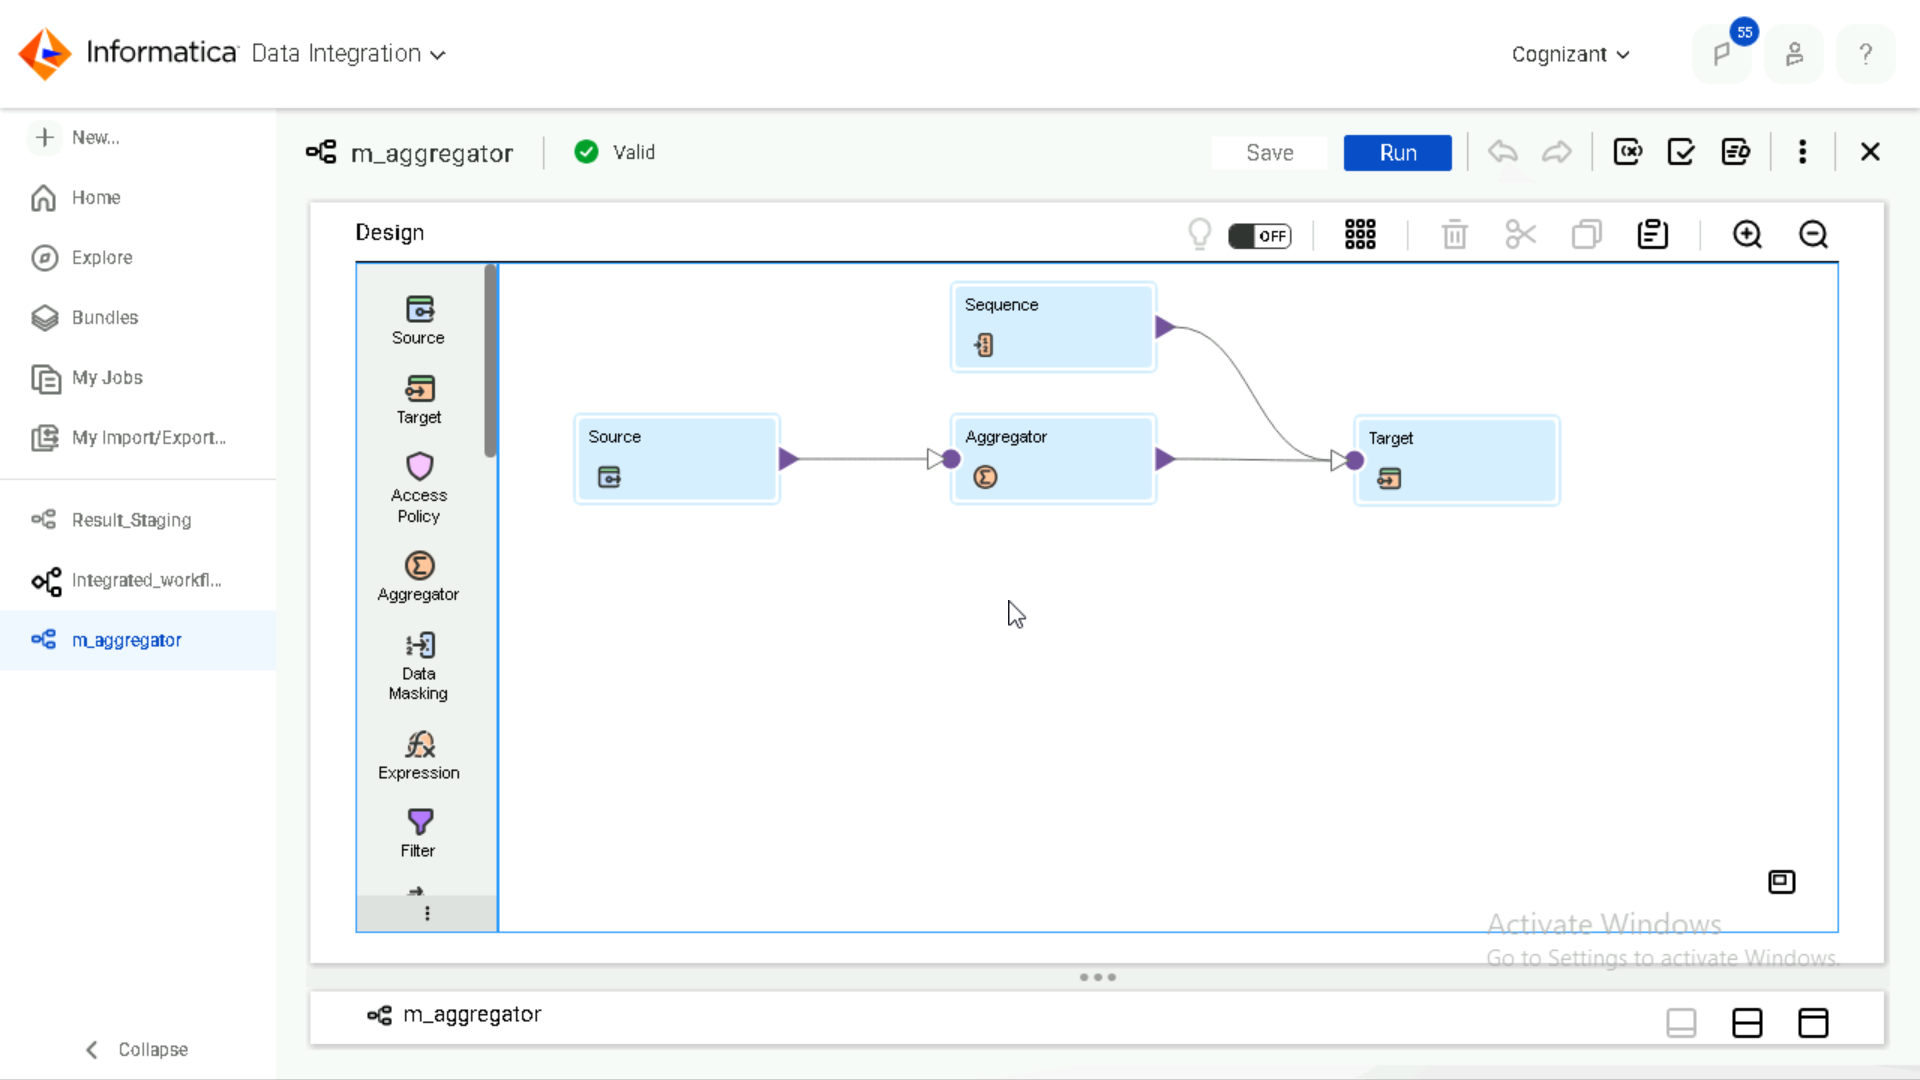 Informatica Data Integration
Cognizant
55
?
New...
Home
Explore
Bundles
My Jobs
My Import/Export...
Result_Staging
Integrated_workfl...
m_aggregator
Collapse
m_aggregator
Valid
Save
Run
Design
OFF
Source
Target
Access
Policy
Aggregator
Data
Masking
Expression
Filter
Sequence
Source
Aggregator
Target
Activate Windows
Go to Settings to activate Windows.
m_aggregator